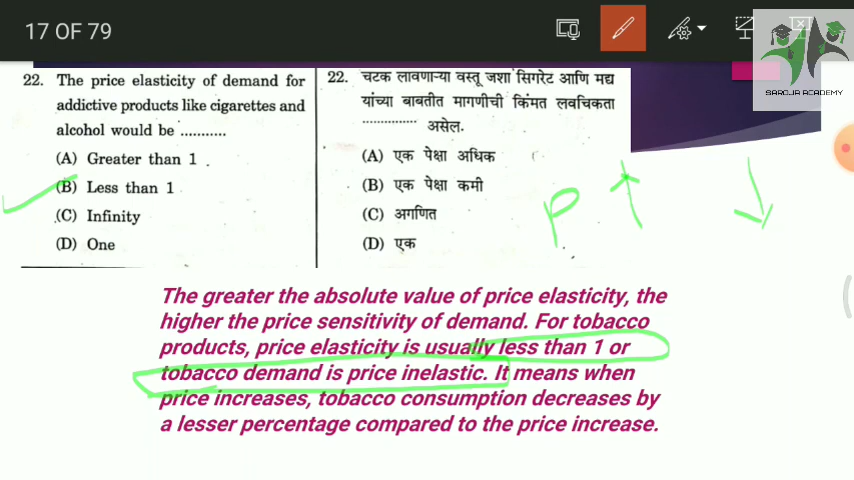 17 OF 79
SAROJA ACADEMY
22. The price elasticity of demand for
addictive products like cigarettes and
alcohol would be ...........
(A) Greater than 1
(B) Less than 1
(C) Infinity
(D) One
22. चटक लावणाऱ्या वस्तू जशा सिगरेट आणि मद्य
यांच्या बाबतीत मागणीची किंमत लवचिकता
.............. असेल.
(A) एक पेक्षा अधिक
(B) एक पेक्षा कमी
(C) अगणित
(D) एक
P ↑ ↓
The greater the absolute value of price elasticity, the
higher the price sensitivity of demand. For tobacco
products, price elasticity is usually less than 1 or
tobacco demand is price inelastic. It means when
price increases, tobacco consumption decreases by
a lesser percentage compared to the price increase.